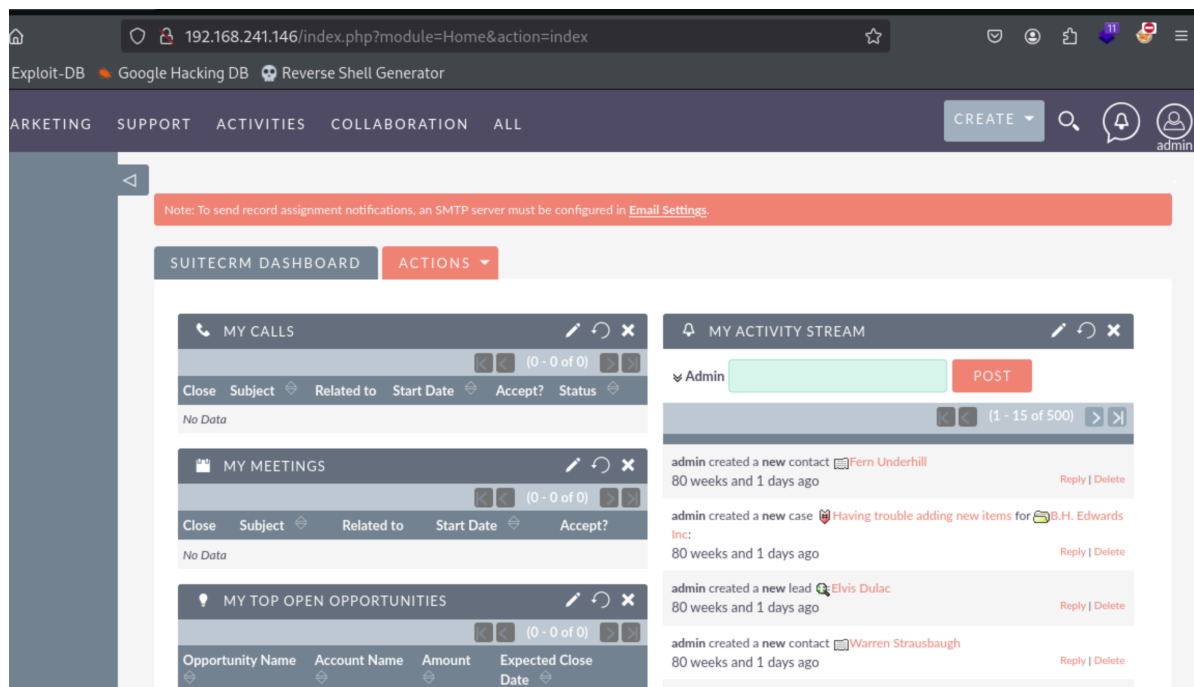 192.168.241.146/index.php?module=Home&action=index
11
Exploit-DB Google Hacking DB Reverse Shell Generator
ARKETING SUPPORT ACTIVITIES COLLABORATION ALL
CREATE
admin
Note: To send record assignment notifications, an SMTP server must be configured in Email Settings.
SUITECRM DASHBOARD ACTIONS
MY CALLS
(0 - 0 of 0)
Close Subject Related to Start Date Accept? Status
No Data
MY MEETINGS
(0 - 0 of 0)
Close Subject Related to Start Date Accept?
No Data
MY TOP OPEN OPPORTUNITIES
(0 - 0 of 0)
Opportunity Name Account Name Amount Expected Close
Date
MY ACTIVITY STREAM
Admin POST
(1 - 15 of 500)
admin created a new contact Fern Underhill
80 weeks and 1 days ago Reply | Delete
admin created a new case Having trouble adding new items for B.H. Edwards
Inc:
80 weeks and 1 days ago Reply | Delete
admin created a new lead Elvis Dulac
80 weeks and 1 days ago Reply | Delete
admin created a new contact Warren Strausbaugh
80 weeks and 1 days ago Reply | Delete